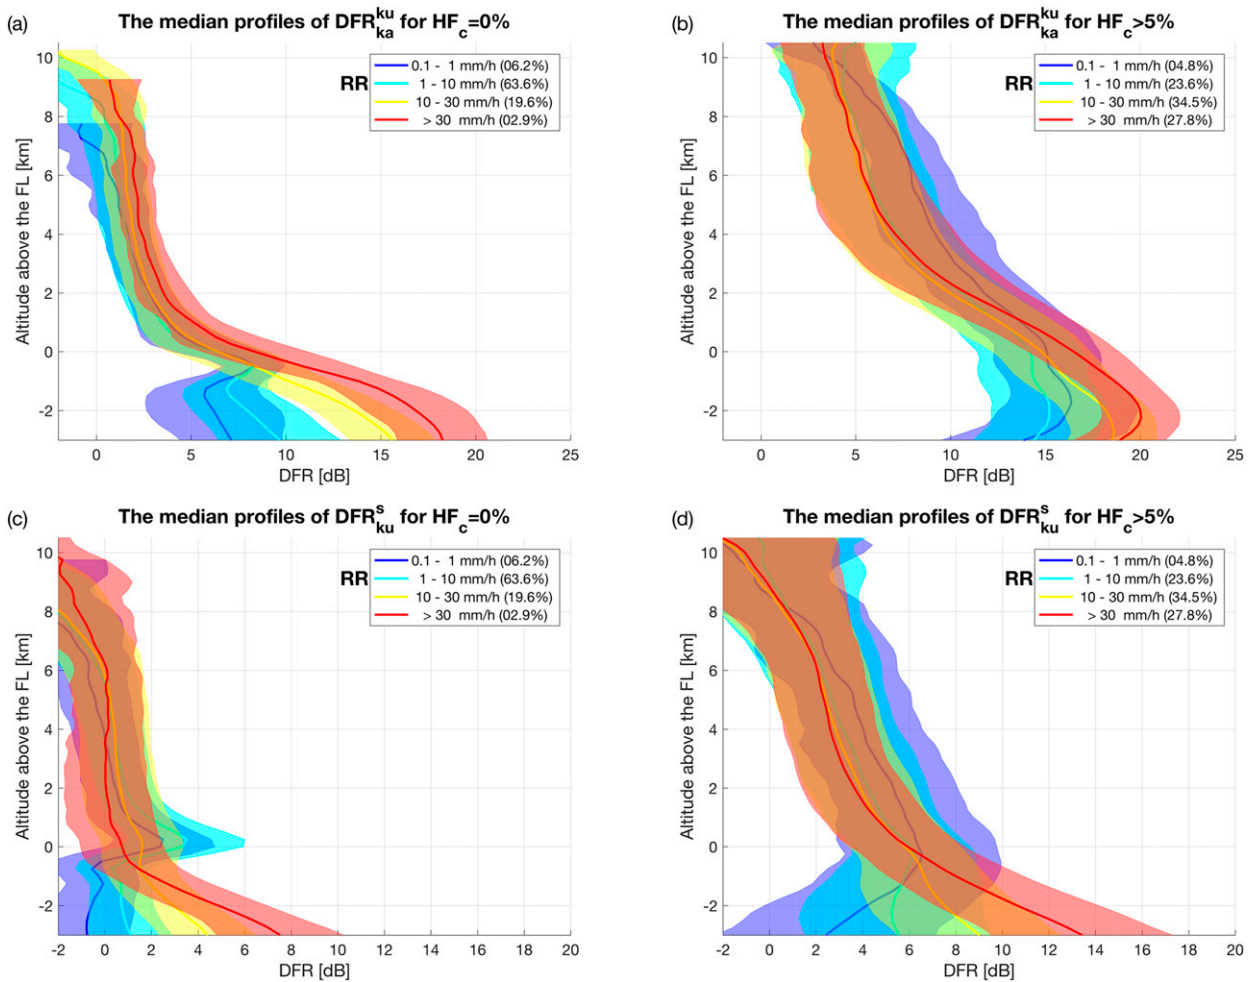 (a)
The median profiles of DFR^ku_ka for HF_c=0%
RR
0.1 - 1 mm/h (06.2%)
1 - 10 mm/h (63.6%)
10 - 30 mm/h (19.6%)
> 30 mm/h (02.9%)
Altitude above the FL [km]
10
8
6
4
2
0
-2
0 5 10 15 20 25
DFR [dB]
(b)
The median profiles of DFR^ku_ka for HF_c>5%
RR
0.1 - 1 mm/h (04.8%)
1 - 10 mm/h (23.6%)
10 - 30 mm/h (34.5%)
> 30 mm/h (27.8%)
Altitude above the FL [km]
10
8
6
4
2
0
-2
0 5 10 15 20 25
DFR [dB]
(c)
The median profiles of DFR^s_ku for HF_c=0%
RR
0.1 - 1 mm/h (06.2%)
1 - 10 mm/h (63.6%)
10 - 30 mm/h (19.6%)
> 30 mm/h (02.9%)
Altitude above the FL [km]
10
8
6
4
2
0
-2
-2 0 2 4 6 8 10 12 14 16 18 20
DFR [dB]
(d)
The median profiles of DFR^s_ku for HF_c>5%
RR
0.1 - 1 mm/h (04.8%)
1 - 10 mm/h (23.6%)
10 - 30 mm/h (34.5%)
> 30 mm/h (27.8%)
Altitude above the FL [km]
10
8
6
4
2
0
-2
-2 0 2 4 6 8 10 12 14 16 18 20
DFR [dB]